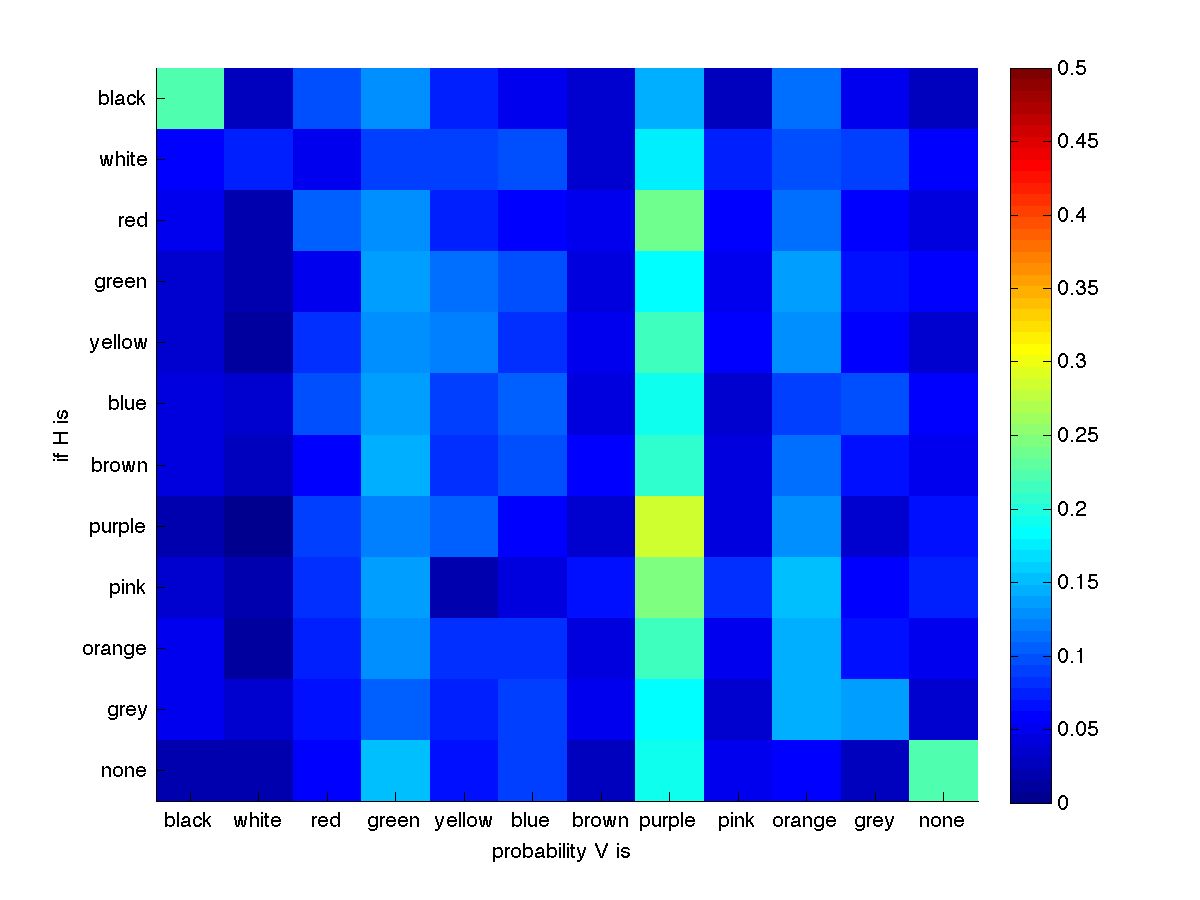 black
white
red
green
yellow
blue
brown
purple
pink
orange
grey
none
if H is
black white red green yellow blue brown purple pink orange grey none
probability V is
0.5
0.45
0.4
0.35
0.3
0.25
0.2
0.15
0.1
0.05
0